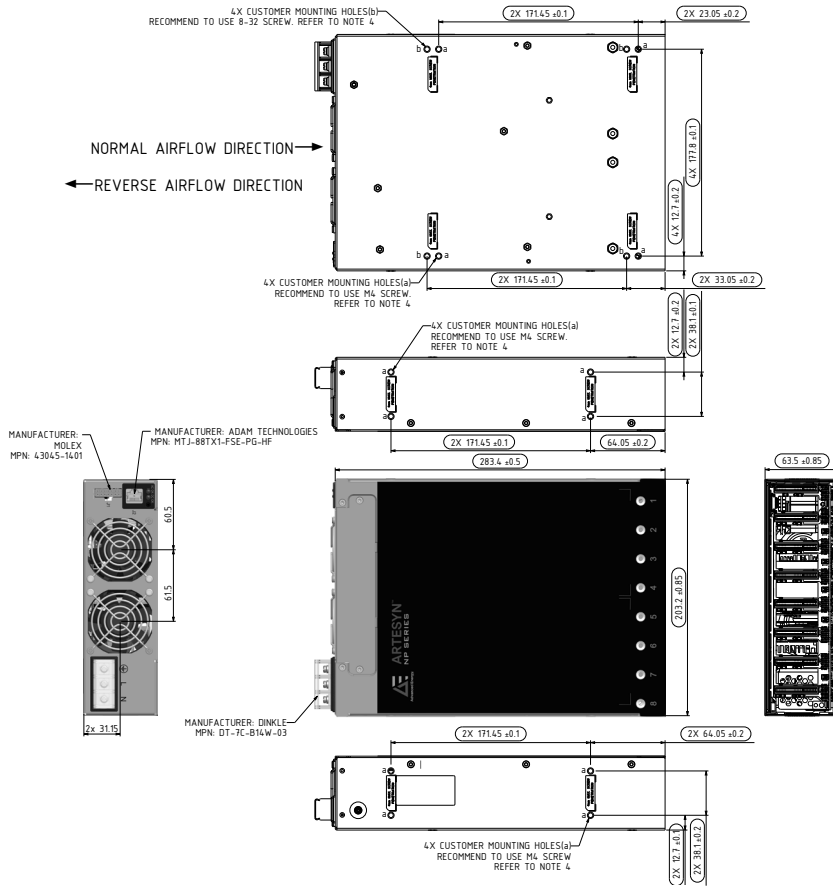 4X CUSTOMER MOUNTING HOLES(b)
RECOMMEND TO USE 8-32 SCREW. REFER TO NOTE 4
2X 171.45 ±0.1
2X 23.05 ±0.2
b
a
b
a
4X 177.8 ±0.1
4X 12.7 ±0.2
NORMAL AIRFLOW DIRECTION
REVERSE AIRFLOW DIRECTION
b
a
b
a
4X CUSTOMER MOUNTING HOLES(a)
RECOMMEND TO USE M4 SCREW.
REFER TO NOTE 4
2X 171.45 ±0.1
2X 33.05 ±0.2
2X 12.7 ±0.2
2X 38.1 ±0.1
4X CUSTOMER MOUNTING HOLES(a)
RECOMMEND TO USE M4 SCREW.
REFER TO NOTE 4
a
a
a
a
2X 171.45 ±0.1
64.05 ±0.2
MANUFACTURER:
MOLEX
MPN: 43045-1401
MANUFACTURER: ADAM TECHNOLOGIES
MPN: MTJ-88TX1-FSE-PG-HF
283.4 ±0.5
63.5 ±0.85
60.5
61.5
L
N
2x 31.15
1
2
3
4
5
6
7
8
ARTESYN
NP SERIES
203.2 ±0.85
MANUFACTURER: DINKLE
MPN: DT-7C-B14W-03
2X 171.45 ±0.1
2X 64.05 ±0.2
a
a
a
a
4X CUSTOMER MOUNTING HOLES(a)
RECOMMEND TO USE M4 SCREW
REFER TO NOTE 4
2X 12.7 ±0.1
2X 38.1 ±0.2